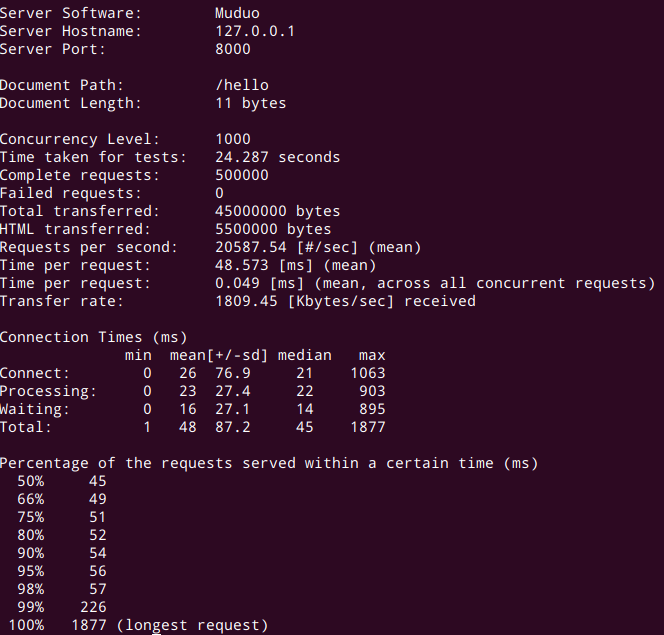 Server Software:        Muduo
Server Hostname:        127.0.0.1
Server Port:            8000
Document Path:          /hello
Document Length:        11 bytes
Concurrency Level:      1000
Time taken for tests:   24.287 seconds
Complete requests:      500000
Failed requests:        0
Total transferred:      45000000 bytes
HTML transferred:       5500000 bytes
Requests per second:    20587.54 [#/sec] (mean)
Time per request:       48.573 [ms] (mean)
Time per request:       0.049 [ms] (mean, across all concurrent requests)
Transfer rate:          1809.45 [Kbytes/sec] received
Connection Times (ms)
              min  mean[+/-sd] median   max
Connect:        0   26  76.9     21    1063
Processing:     0   23  27.4     22     903
Waiting:        0   16  27.1     14     895
Total:          1   48  87.2     45    1877
Percentage of the requests served within a certain time (ms)
  50%     45
  66%     49
  75%     51
  80%     52
  90%     54
  95%     56
  98%     57
  99%    226
 100%   1877 (longest request)